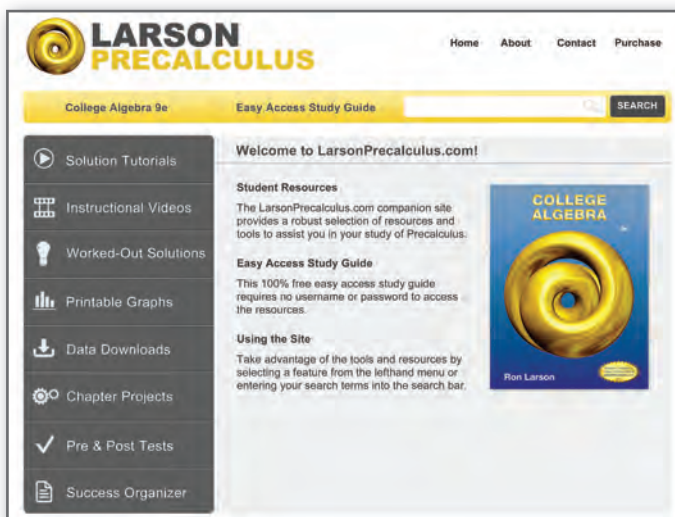 LARSON
PRECALCULUS
Home About Contact Purchase
College Algebra 9e Easy Access Study Guide SEARCH
Solution Tutorials
Instructional Videos
Worked-Out Solutions
Printable Graphs
Data Downloads
Chapter Projects
Pre & Post Tests
Success Organizer
Welcome to LarsonPrecalculus.com!
Student Resources
The LarsonPrecalculus.com companion site
provides a robust selection of resources and
tools to assist you in your study of Precalculus.
Easy Access Study Guide
This 100% free easy access study guide
requires no username or password to access
the resources.
Using the Site
Take advantage of the tools and resources by
selecting a feature from the lefthand menu or
entering your search terms into the search bar.
COLLEGE
ALGEBRA
Ron Larson